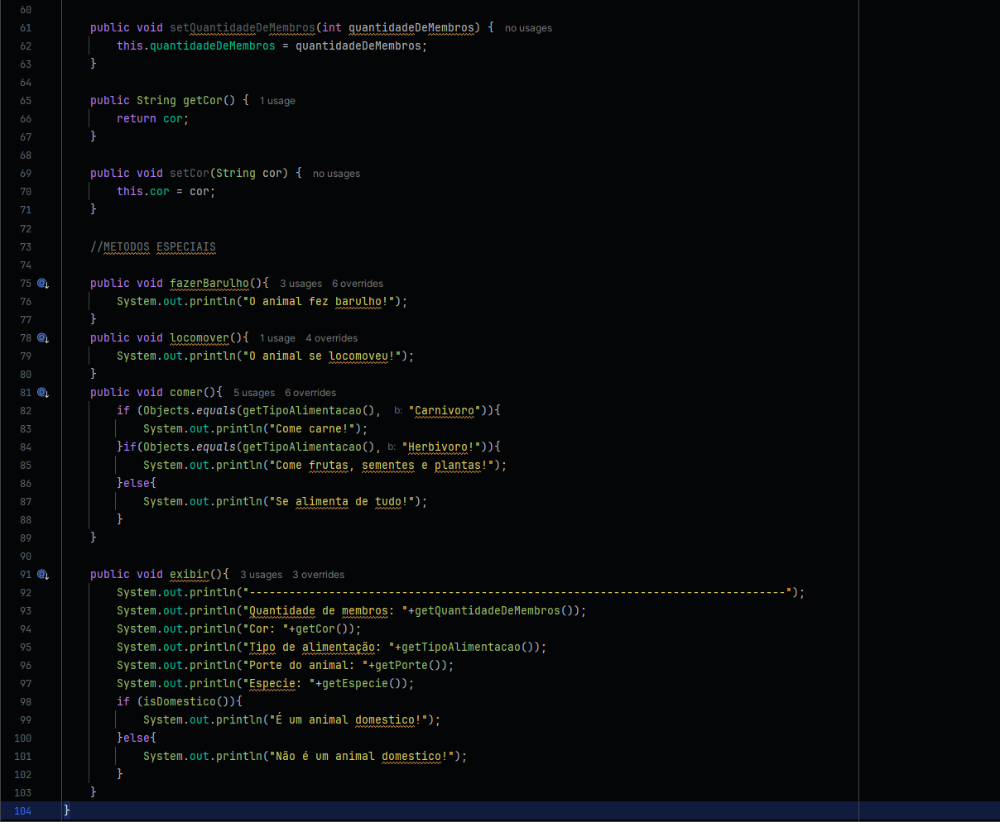 60
61 public void setQuantidadeDeMembros(int quantidadeDeMembros) { no usages
62 this.quantidadeDeMembros = quantidadeDeMembros;
63 }
64
65 public String getCor() { 1 usage
66 return cor;
67 }
68
69 public void setCor(String cor) { no usages
70 this.cor = cor;
71 }
72
73 //METODOS ESPECIAIS
74
75 public void fazerBarulho(){ 3 usages 6 overrides
76 System.out.println("O animal fez barulho!");
77 }
78 public void locomover(){ 1 usage 4 overrides
79 System.out.println("O animal se locomoveu!");
80 }
81 public void comer(){ 5 usages 6 overrides
82 if (Objects.equals(getTipoAlimentacao(), b: "Carnivoro")){
83 System.out.println("Come carne!");
84 }if(Objects.equals(getTipoAlimentacao(), b: "Herbivoro!")){
85 System.out.println("Come frutas, sementes e plantas!");
86 }else{
87 System.out.println("Se alimenta de tudo!");
88 }
89 }
90
91 public void exibir(){ 3 usages 3 overrides
92 System.out.println("---------------------------------------------------------------------------------");
93 System.out.println("Quantidade de membros: "+getQuantidadeDeMembros());
94 System.out.println("Cor: "+getCor());
95 System.out.println("Tipo de alimentação: "+getTipoAlimentacao());
96 System.out.println("Porte do animal: "+getPorte());
97 System.out.println("Especie: "+getEspecie());
98 if (isDomestico()){
99 System.out.println("É um animal domestico!");
100 }else{
101 System.out.println("Não é um animal domestico!");
102 }
103 }
104 }